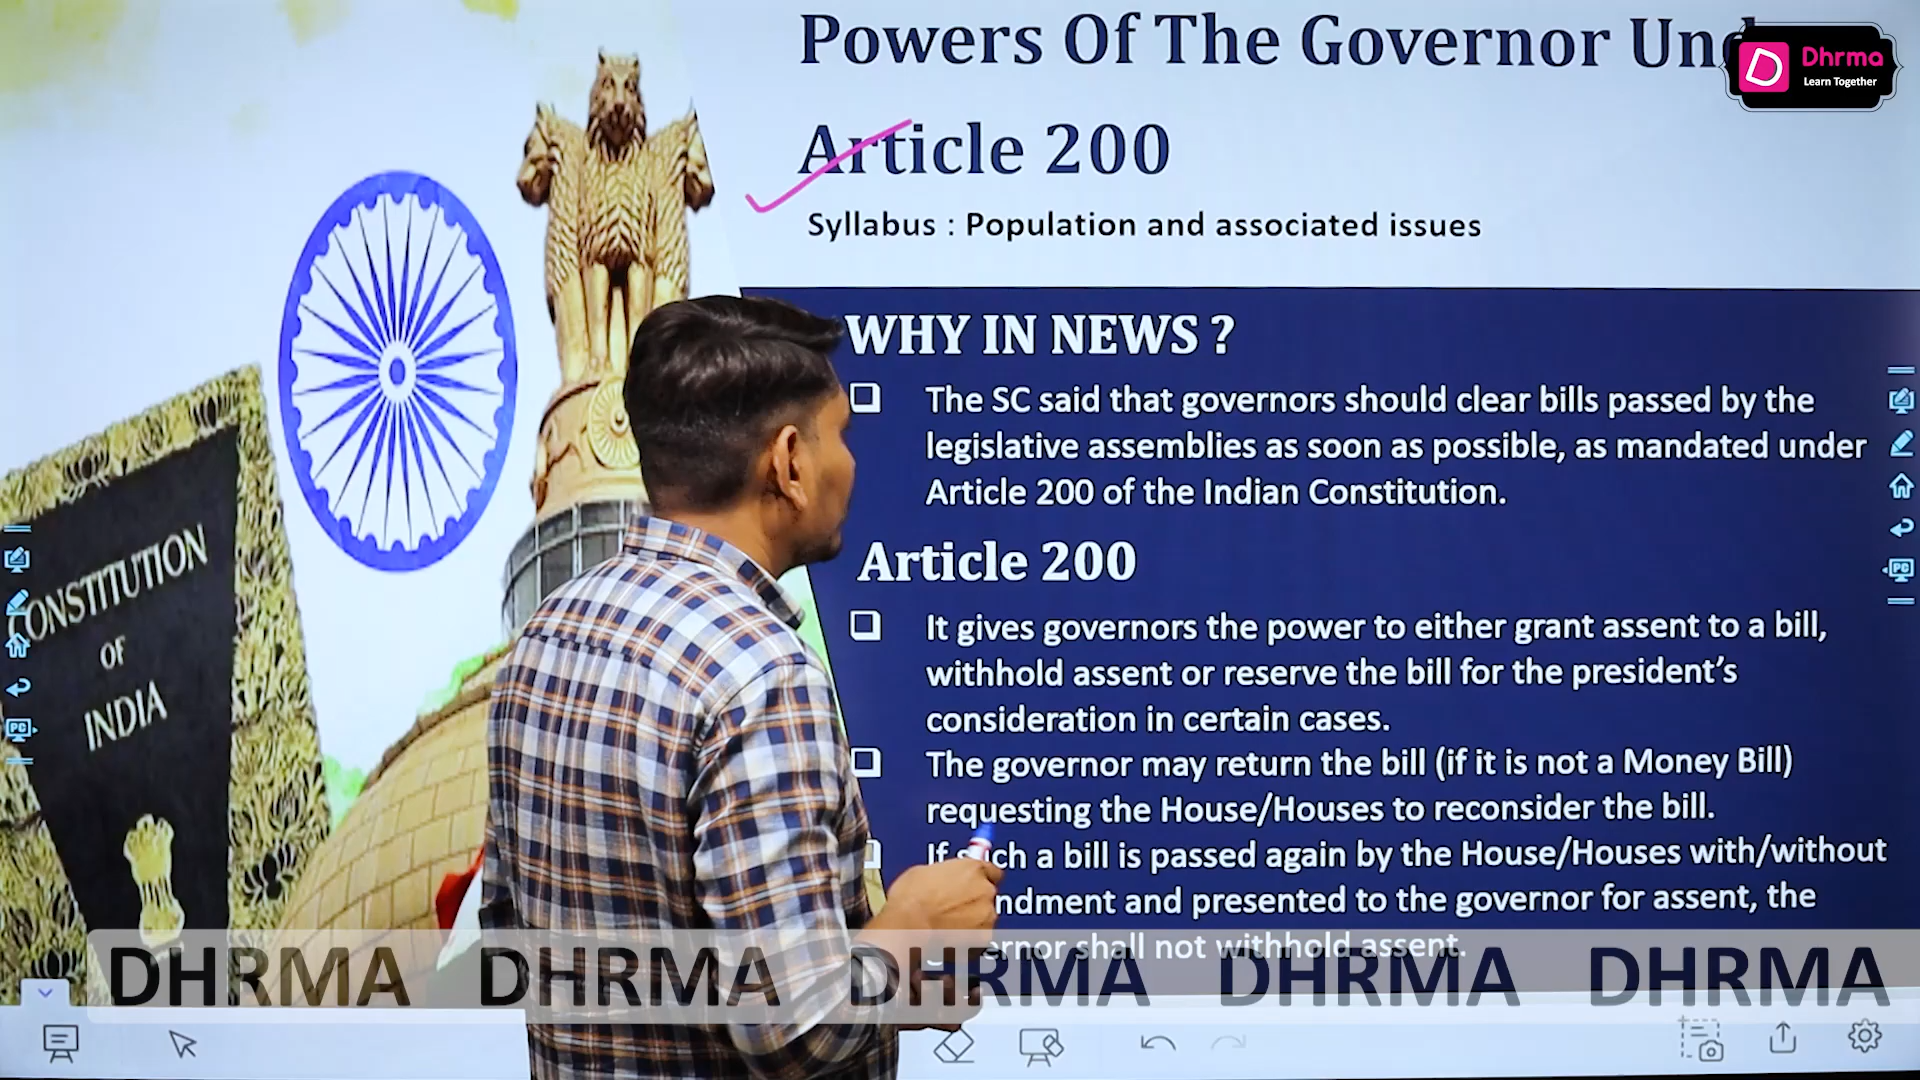 Powers Of The Governor
Dhrma
Learn Together
Article 200
Syllabus : Population and associated issues
WHY IN NEWS ?
The SC said that governors should clear bills passed by the
legislative assemblies as soon as possible, as mandated under
Article 200 of the Indian Constitution.
Article 200
It gives governors the power to either grant assent to a bill,
withhold assent or reserve the bill for the president's
consideration in certain cases.
The governor may return the bill (if it is not a Money Bill)
requesting the House/Houses to reconsider the bill.
If such a bill is passed again by the House/Houses with/without
and presented to the governor for assent, the
shall not withhold assent.
CONSTITUTION
OF
INDIA
PC
PC
DHRMA DHRMA DHRMA DHRMA DHRMA